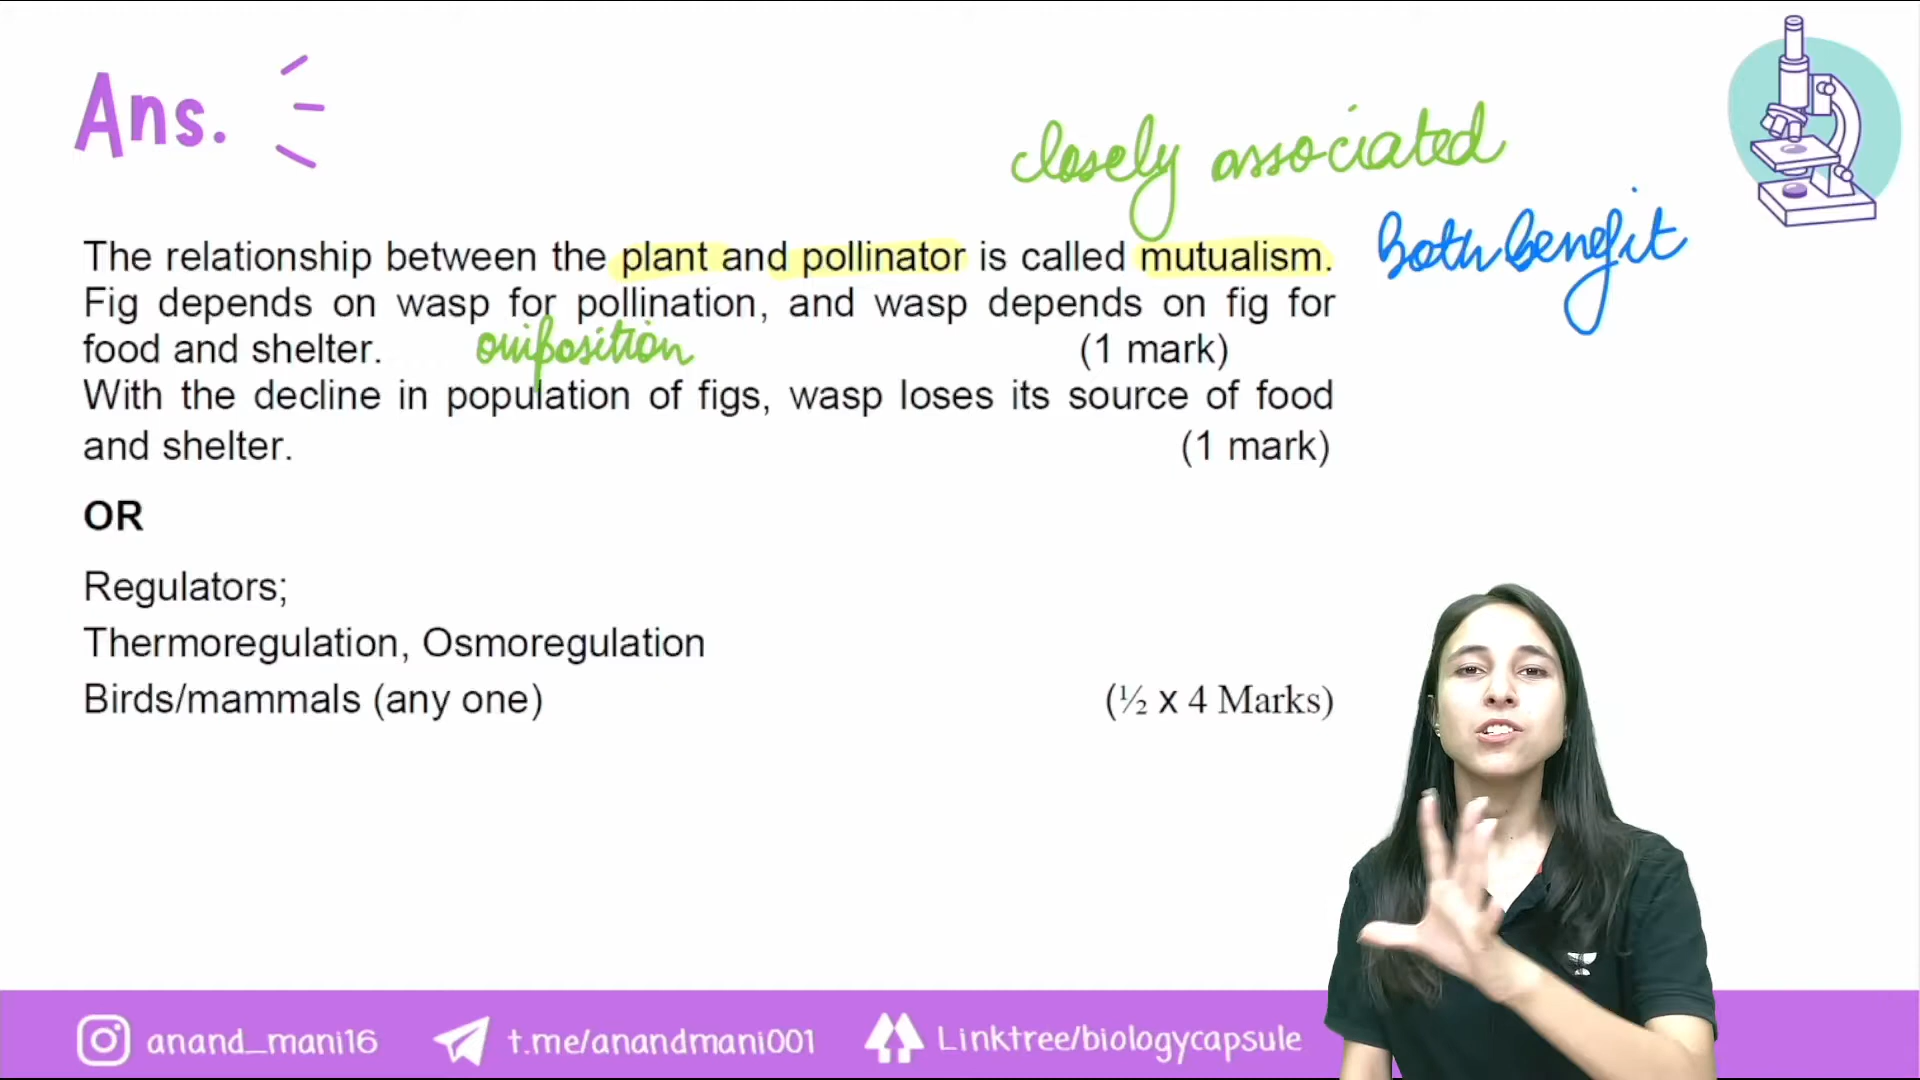 Ans.
closely associated
The relationship between the plant and pollinator is called mutualism. both benefit
Fig depends on wasp for pollination, and wasp depends on fig for
food and shelter. oviposition (1 mark)
With the decline in population of figs, wasp loses its source of food
and shelter. (1 mark)
OR
Regulators;
Thermoregulation, Osmoregulation
Birds/mammals (any one) (½ x 4 Marks)
anand_mani16 t.me/anandmani001 Linktree/biologycapsule